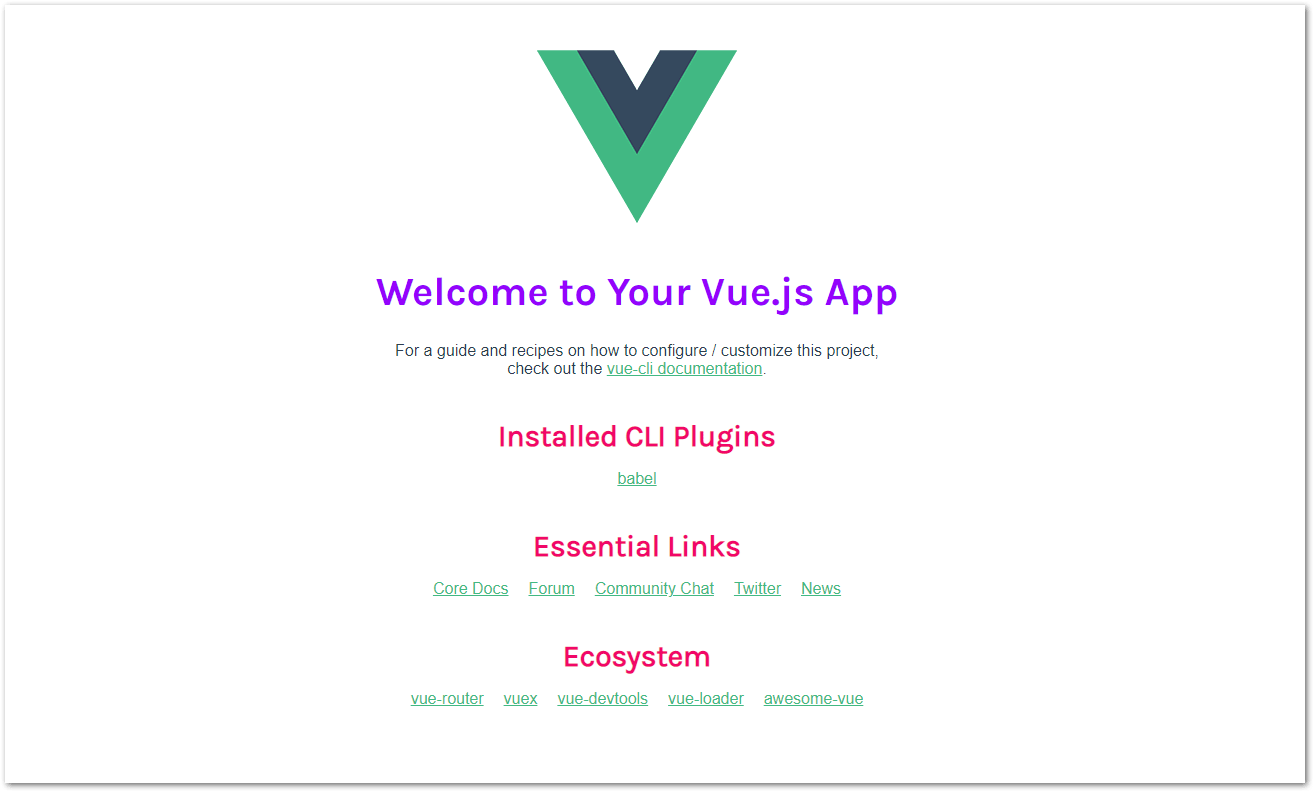 Welcome to Your Vue.js App
For a guide and recipes on how to configure / customize this project,
check out the vue-cli documentation.
Installed CLI Plugins
babel
Essential Links
Core Docs Forum Community Chat Twitter News
Ecosystem
vue-router vuex vue-devtools vue-loader awesome-vue